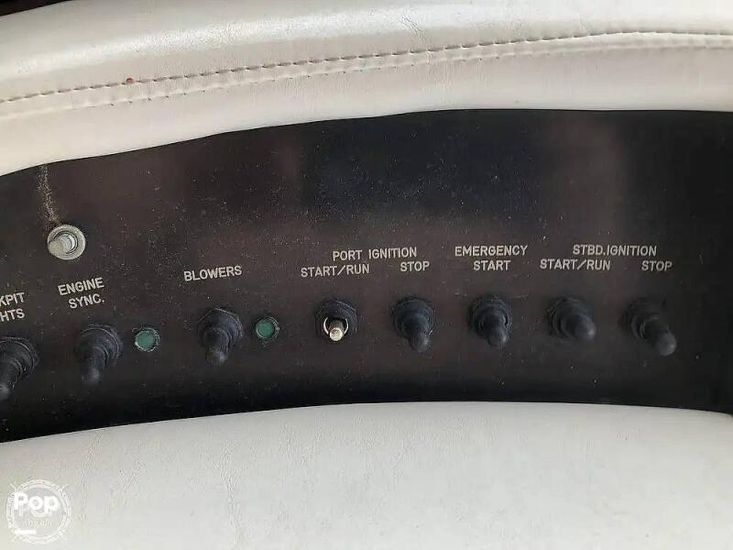 KPIT
HTS
ENGINE
SYNC.
BLOWERS
PORT IGNITION
START/RUN STOP
EMERGENCY
START
STBD.IGNITION
START/RUN STOP
Pop